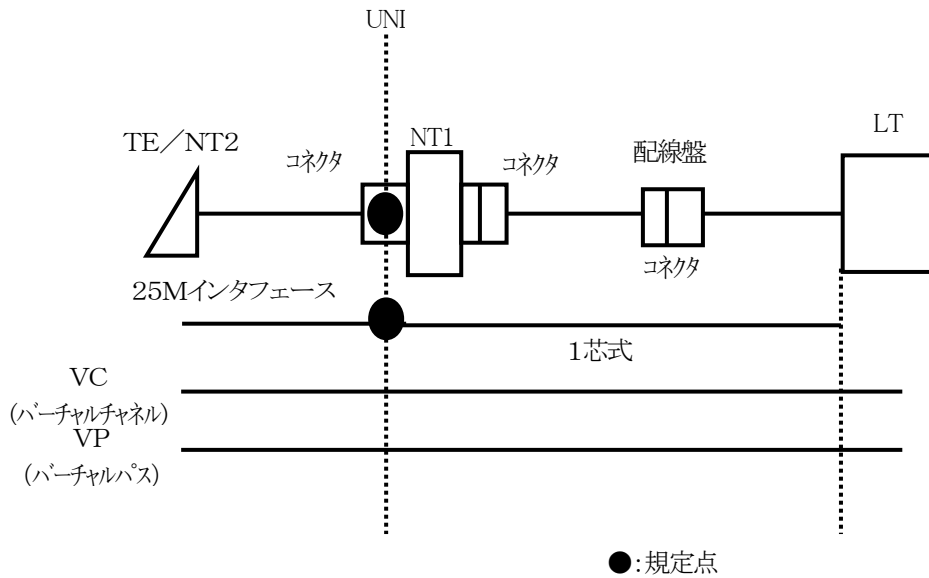 UNI
TE/NT2
コネクタ
NT1
コネクタ
配線盤
LT
コネクタ
25Mインタフェース
1芯式
VC
(バーチャルチャネル)
VP
(バーチャルパス)
●:規定点